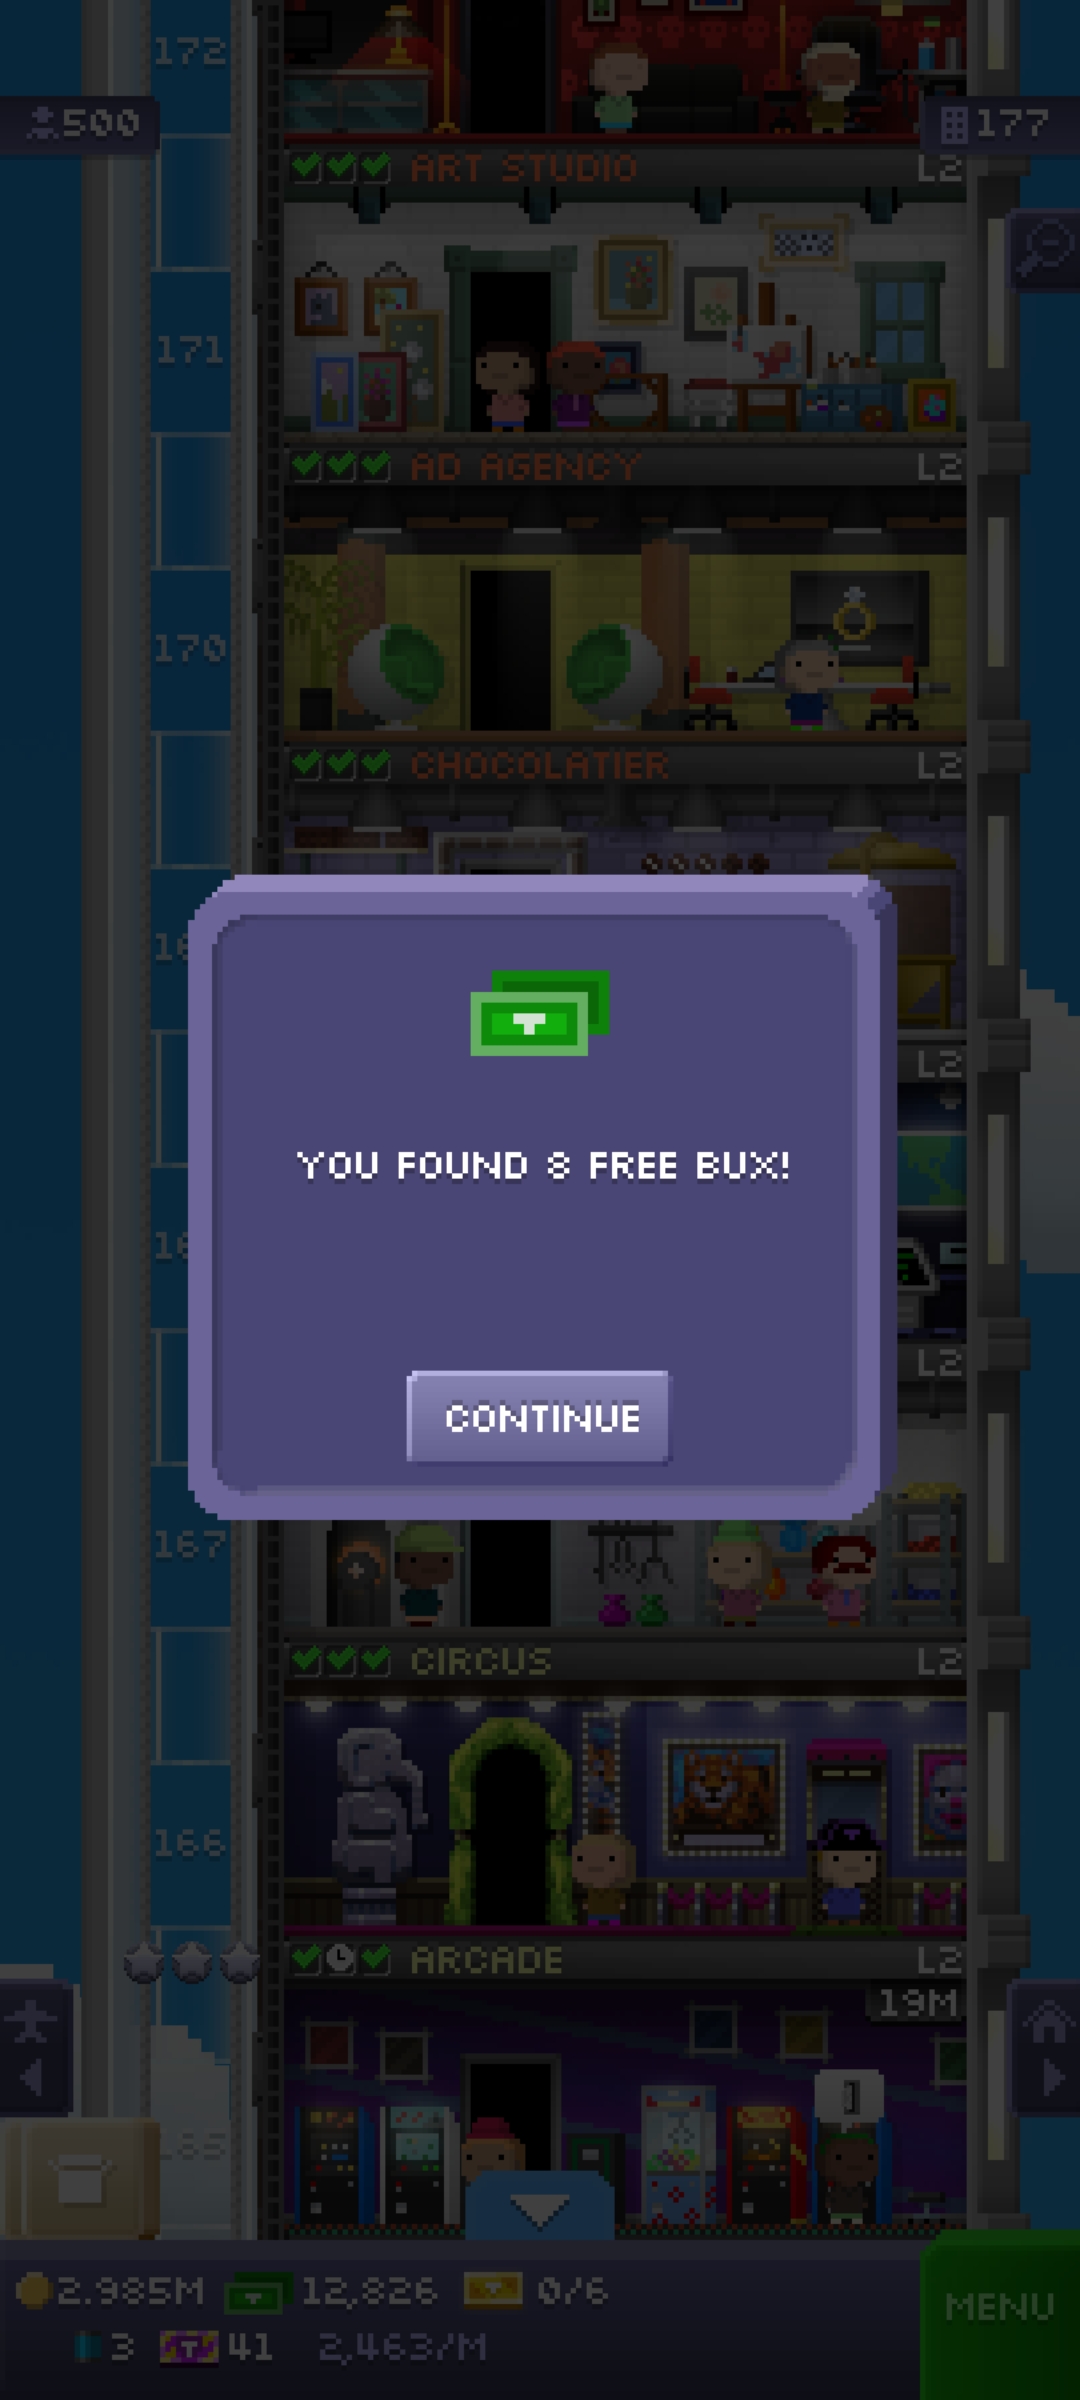 172
500
177
ART STUDIO L2
171
AD AGENCY L2
170
CHOCOLATIER L2
L2
YOU FOUND 8 FREE BUX!
L2
CONTINUE
167
CIRCUS L2
166
ARCADE L2
19M
2.985M 12,826 0/6
MENU
3 41 2,463/M